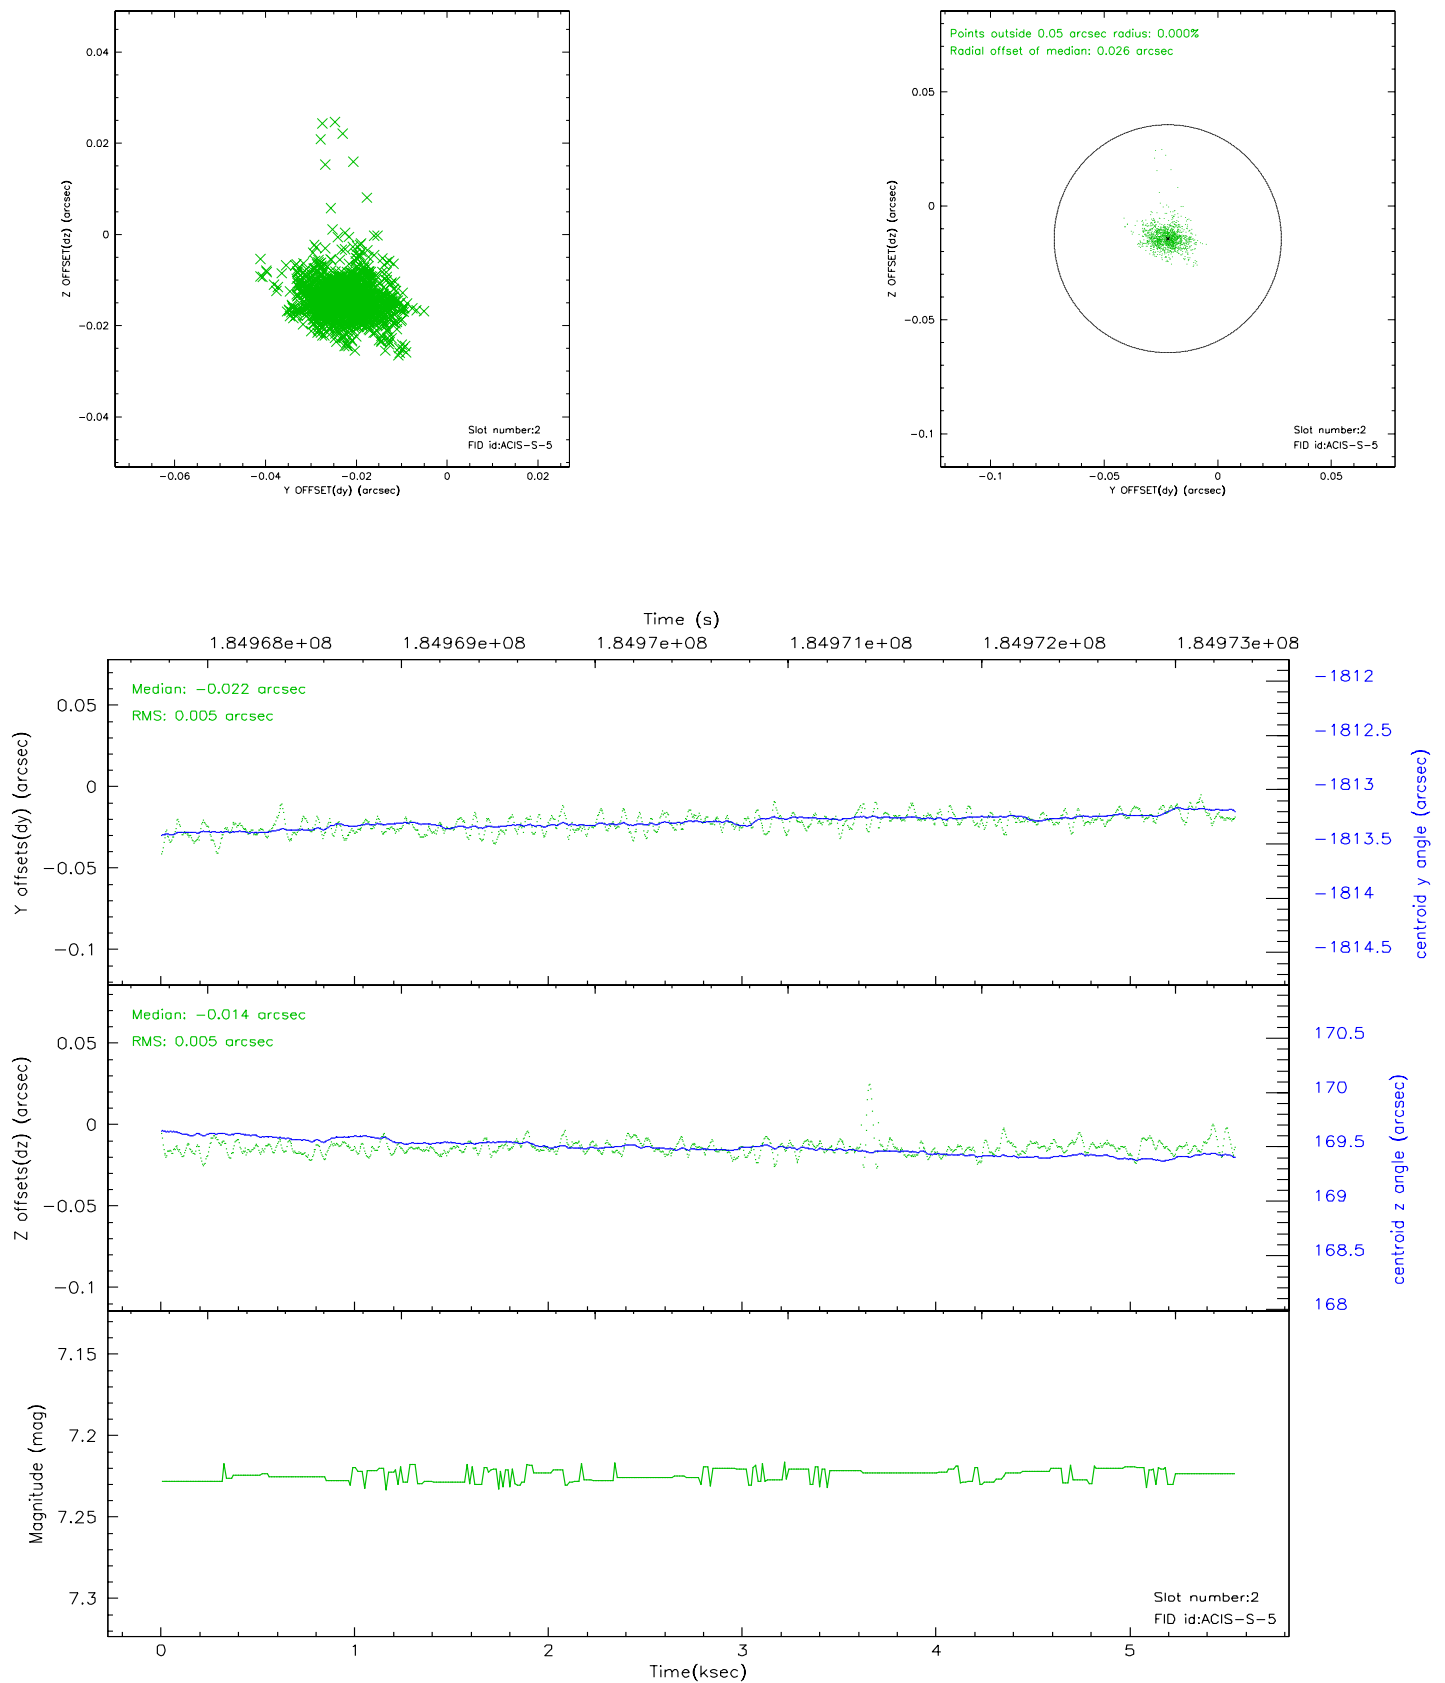 0.04
0.02
0
−0.02
−0.04
Z OFFSET(dz) (arcsec)
Slot number:2
FID id:ACIS−S−5
−0.06
−0.04
−0.02
0
0.02
Y OFFSET(dy) (arcsec)
Points outside 0.05 arcsec radius: 0.000%
Radial offset of median: 0.026 arcsec
0.05
0
−0.05
−0.1
Z OFFSET(dz) (arcsec)
Slot number:2
FID id:ACIS−S−5
−0.1
−0.05
0
0.05
Y OFFSET(dy) (arcsec)
Time (s)
1.84968e+08
1.84969e+08
1.8497e+08
1.84971e+08
1.84972e+08
1.84973e+08
Median: −0.022 arcsec
RMS: 0.005 arcsec
0.05
0
−0.05
−0.1
Y offsets(dy) (arcsec)
−1812
−1812.5
−1813
−1813.5
−1814
−1814.5
centroid y angle (arcsec)
Median: −0.014 arcsec
RMS: 0.005 arcsec
0.05
0
−0.05
−0.1
Z offsets(dz) (arcsec)
170.5
170
169.5
169
168.5
168
centroid z angle (arcsec)
7.15
7.2
7.25
7.3
Magnitude (mag)
Slot number:2
FID id:ACIS−S−5
0
1
2
3
4
5
Time(ksec)